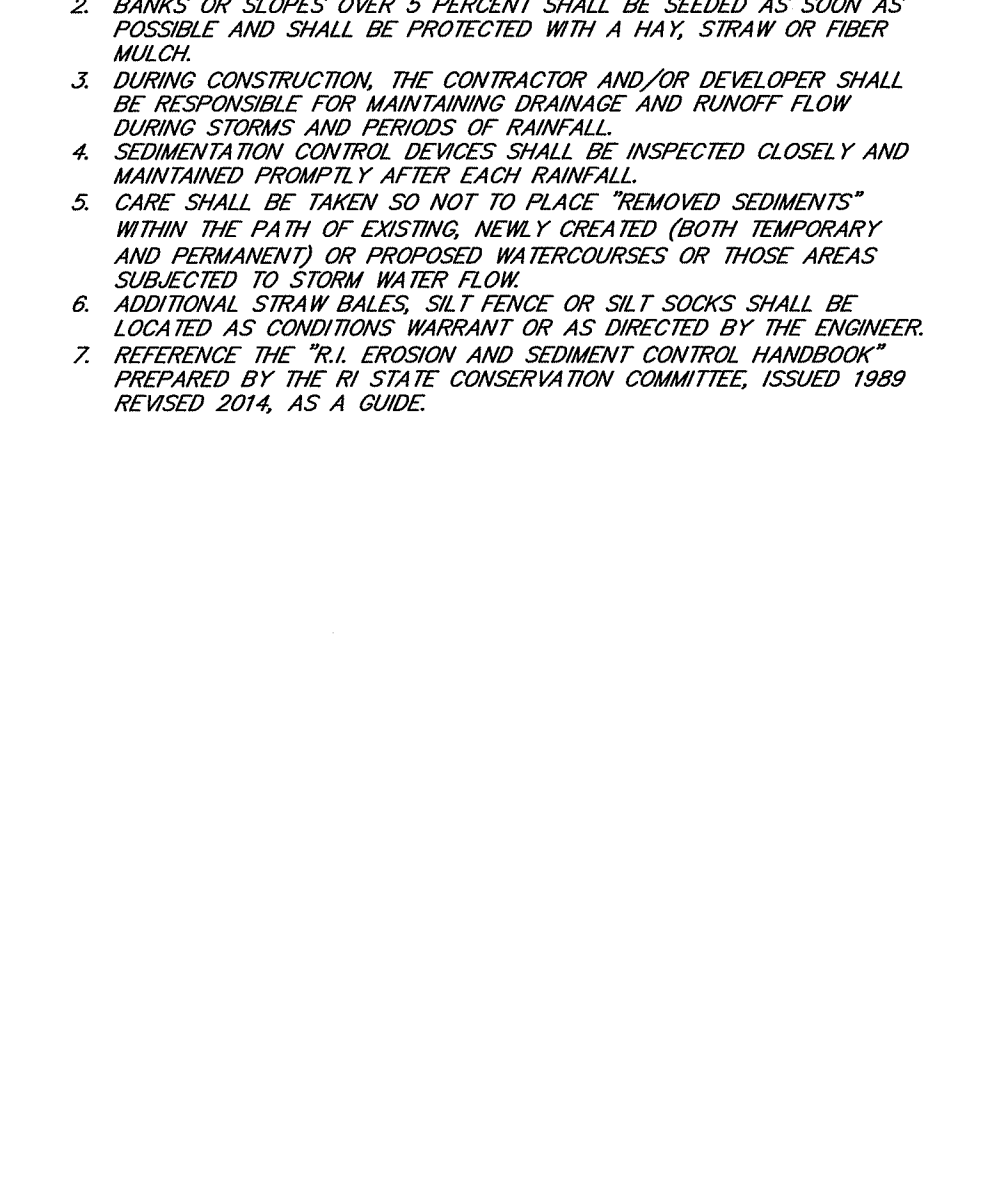 2. BANKS OR SLOPES OVER 5 PERCENT SHALL BE SEEDED AS SOON AS
POSSIBLE AND SHALL BE PROTECTED WITH A HAY, STRAW OR FIBER
MULCH.
3. DURING CONSTRUCTION, THE CONTRACTOR AND/OR DEVELOPER SHALL
BE RESPONSIBLE FOR MAINTAINING DRAINAGE AND RUNOFF FLOW
DURING STORMS AND PERIODS OF RAINFALL.
4. SEDIMENTATION CONTROL DEVICES SHALL BE INSPECTED CLOSELY AND
MAINTAINED PROMPTLY AFTER EACH RAINFALL.
5. CARE SHALL BE TAKEN SO NOT TO PLACE "REMOVED SEDIMENTS"
WITHIN THE PATH OF EXISTING, NEWLY CREATED (BOTH TEMPORARY
AND PERMANENT) OR PROPOSED WATERCOURSES OR THOSE AREAS
SUBJECTED TO STORM WATER FLOW.
6. ADDITIONAL STRAW BALES, SILT FENCE OR SILT SOCKS SHALL BE
LOCATED AS CONDITIONS WARRANT OR AS DIRECTED BY THE ENGINEER.
7. REFERENCE THE "R.I. EROSION AND SEDIMENT CONTROL HANDBOOK"
PREPARED BY THE RI STATE CONSERVATION COMMITTEE, ISSUED 1989
REVISED 2014, AS A GUIDE.